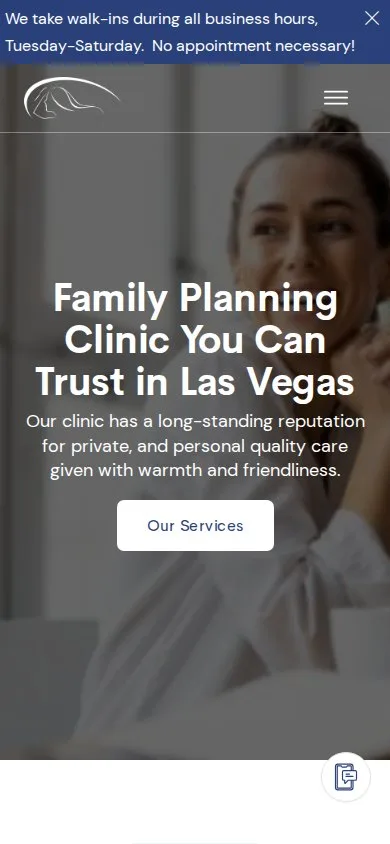 We take walk-ins during all business hours,
Tuesday-Saturday. No appointment necessary!
Family Planning
Clinic You Can
Trust in Las Vegas
Our clinic has a long-standing reputation
for private, and personal quality care
given with warmth and friendliness.
Our Services